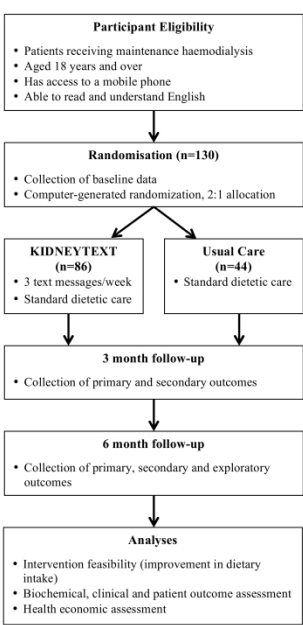 Participant Eligibility
• Patients receiving maintenance haemodialysis
• Aged 18 years and over
• Has access to a mobile phone
• Able to read and understand English
Randomisation (n=130)
• Collection of baseline data
• Computer-generated randomization, 2:1 allocation
KIDNEYTEXT
(n=86)
• 3 text messages/week
• Standard dietetic care
Usual Care
(n=44)
• Standard dietetic care
3 month follow-up
• Collection of primary and secondary outcomes
6 month follow-up
• Collection of primary, secondary and exploratory
outcomes
Analyses
• Intervention feasibility (improvement in dietary
intake)
• Biochemical, clinical and patient outcome assessment
• Health economic assessment